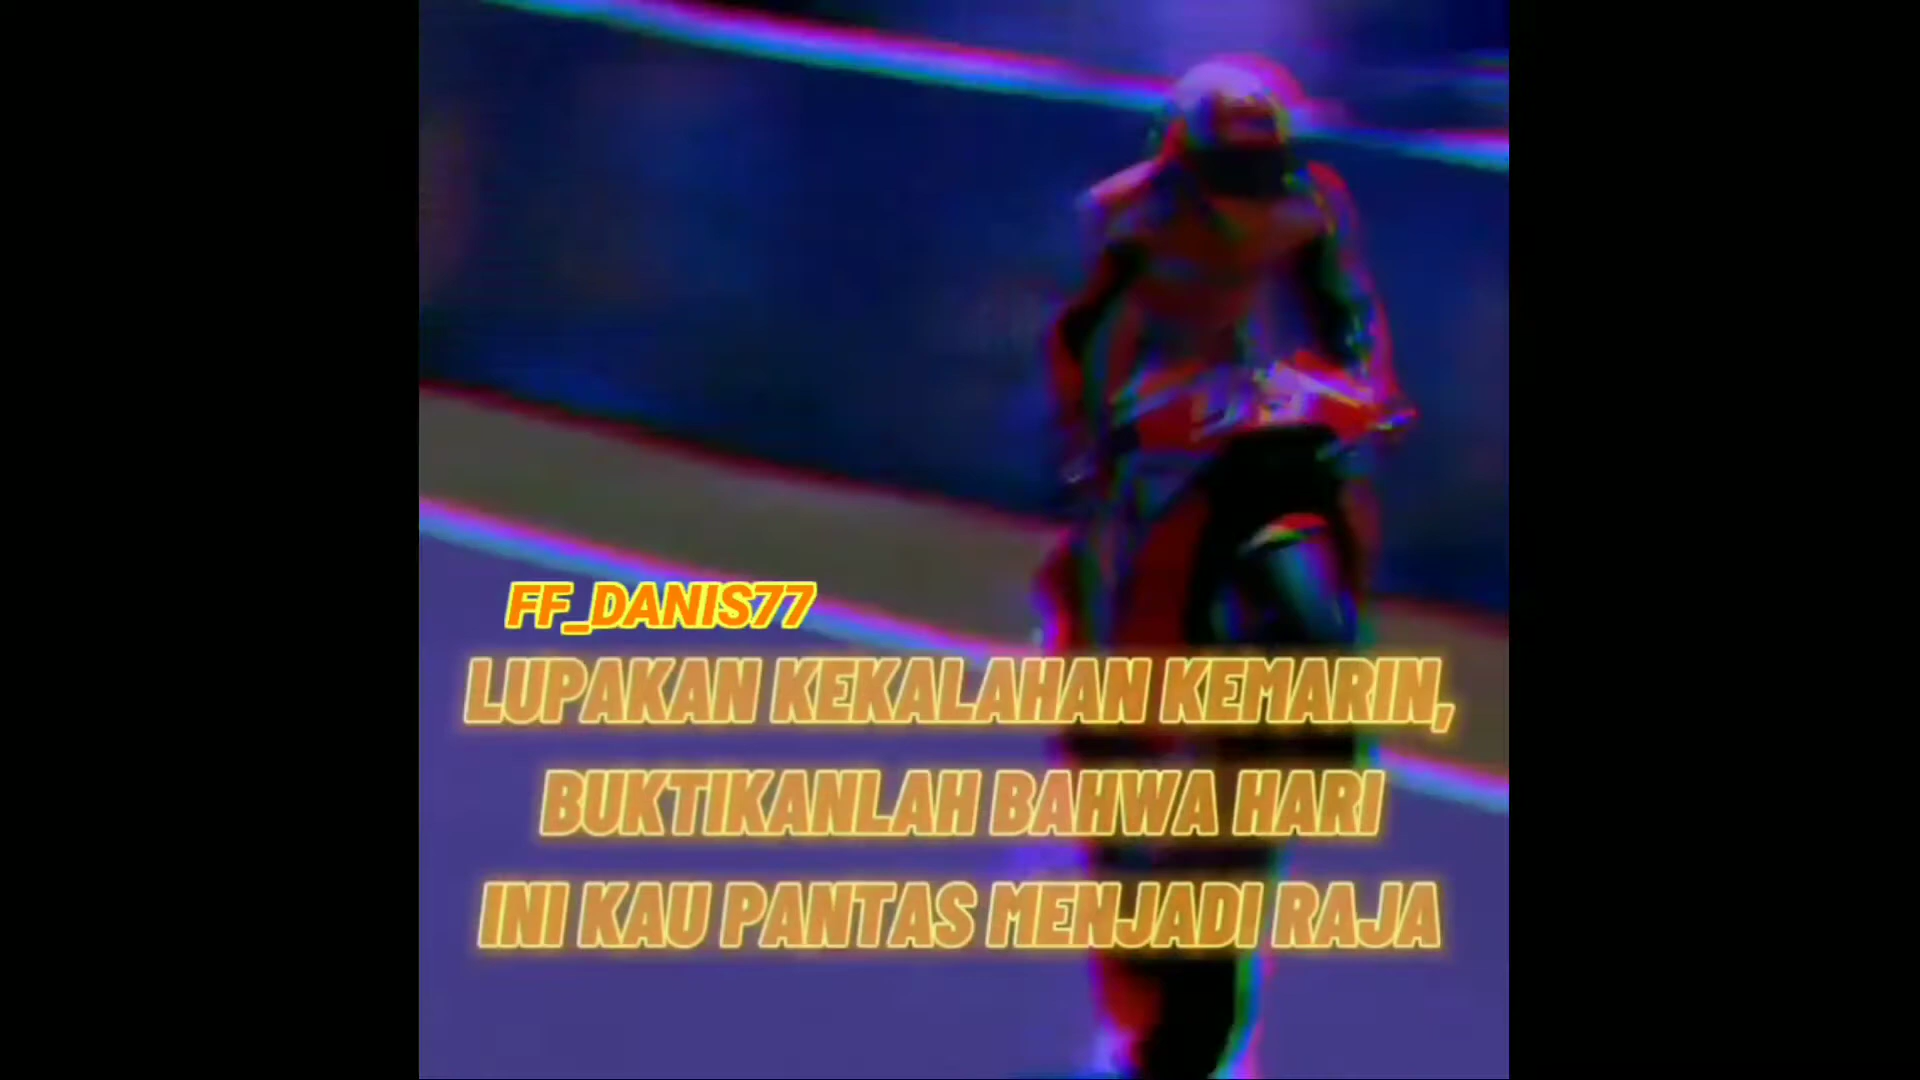 FF_DANIS77
LUPAKAN KEKALAHAN KEMARIN,
BUKTIKANLAH BAHWA HARI
INI KAU PANTAS MENJADI RAJA